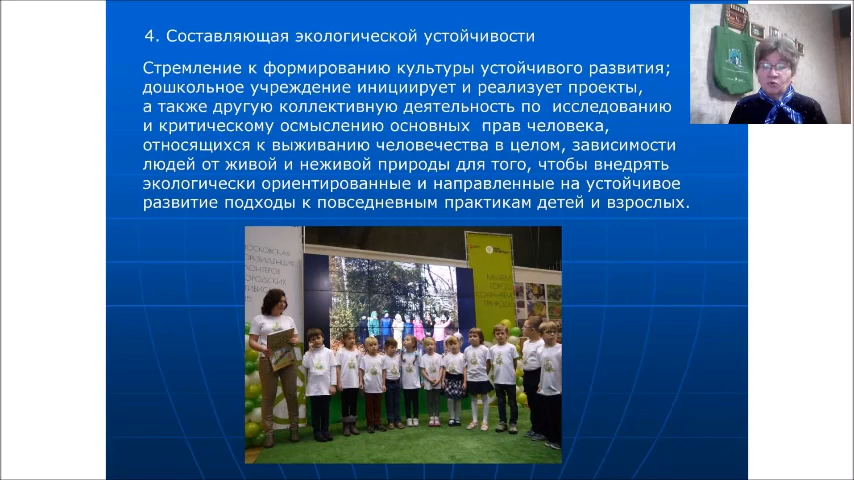 4. Составляющая экологической устойчивости
Стремление к формированию культуры устойчивого развития;
дошкольное учреждение инициирует и реализует проекты,
а также другую коллективную деятельность по исследованию
и критическому осмыслению основных прав человека,
относящихся к выживанию человечества в целом, зависимости
людей от живой и неживой природы для того, чтобы внедрять
экологически ориентированные и направленные на устойчивое
развитие подходы к повседневным практикам детей и взрослых.